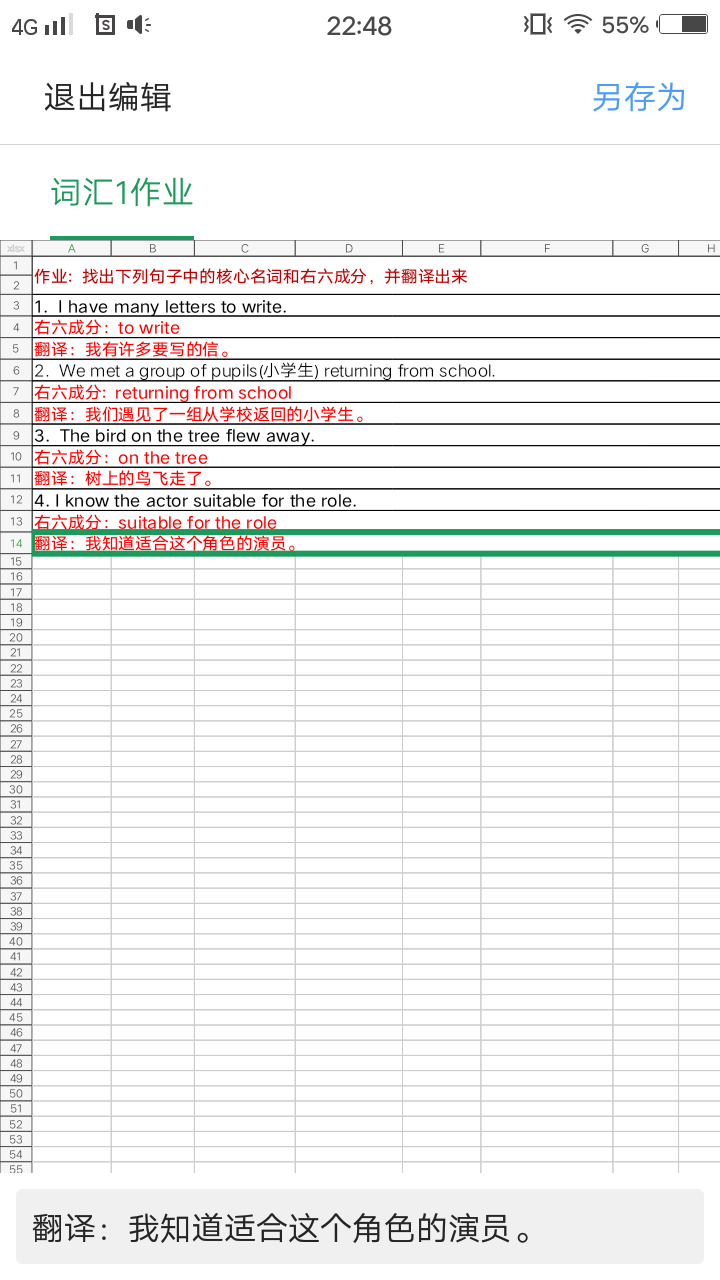 4G
22:48
55%
退出编辑
另存为
词汇1作业
xlsx A B C D E F G H
1
作业：找出下列句子中的核心名词和右六成分，并翻译出来
2
3 1. I have many letters to write.
4 右六成分：to write
5 翻译：我有许多要写的信。
6 2. We met a group of pupils(小学生) returning from school.
7 右六成分：returning from school
8 翻译：我们遇见了一组从学校返回的小学生。
9 3. The bird on the tree flew away.
10 右六成分：on the tree
11 翻译：树上的鸟飞走了。
12 4. I know the actor suitable for the role.
13 右六成分：suitable for the role
14 翻译：我知道适合这个角色的演员。
15
16
17
18
19
20
21
22
23
24
25
26
27
28
29
30
31
32
33
34
35
36
37
38
39
40
41
42
43
44
45
46
47
48
49
50
51
52
53
54
55
翻译：我知道适合这个角色的演员。